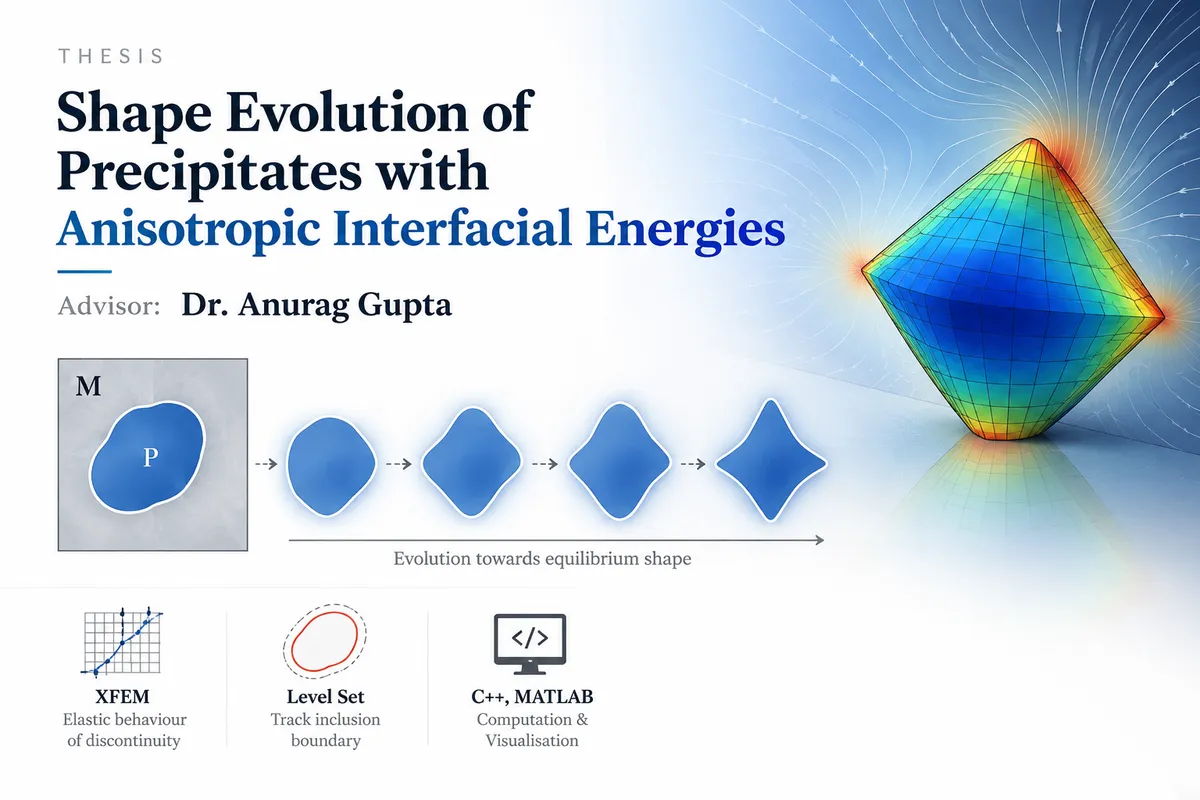 THESIS
Shape Evolution of
Precipitates with
Anisotropic Interfacial Energies
Advisor: Dr. Anurag Gupta
M
P
Evolution towards equilibrium shape
</>
XFEM
Elastic behaviour
of discontinuity
Level Set
Track inclusion
boundary
C++, MATLAB
Computation &
Visualisation